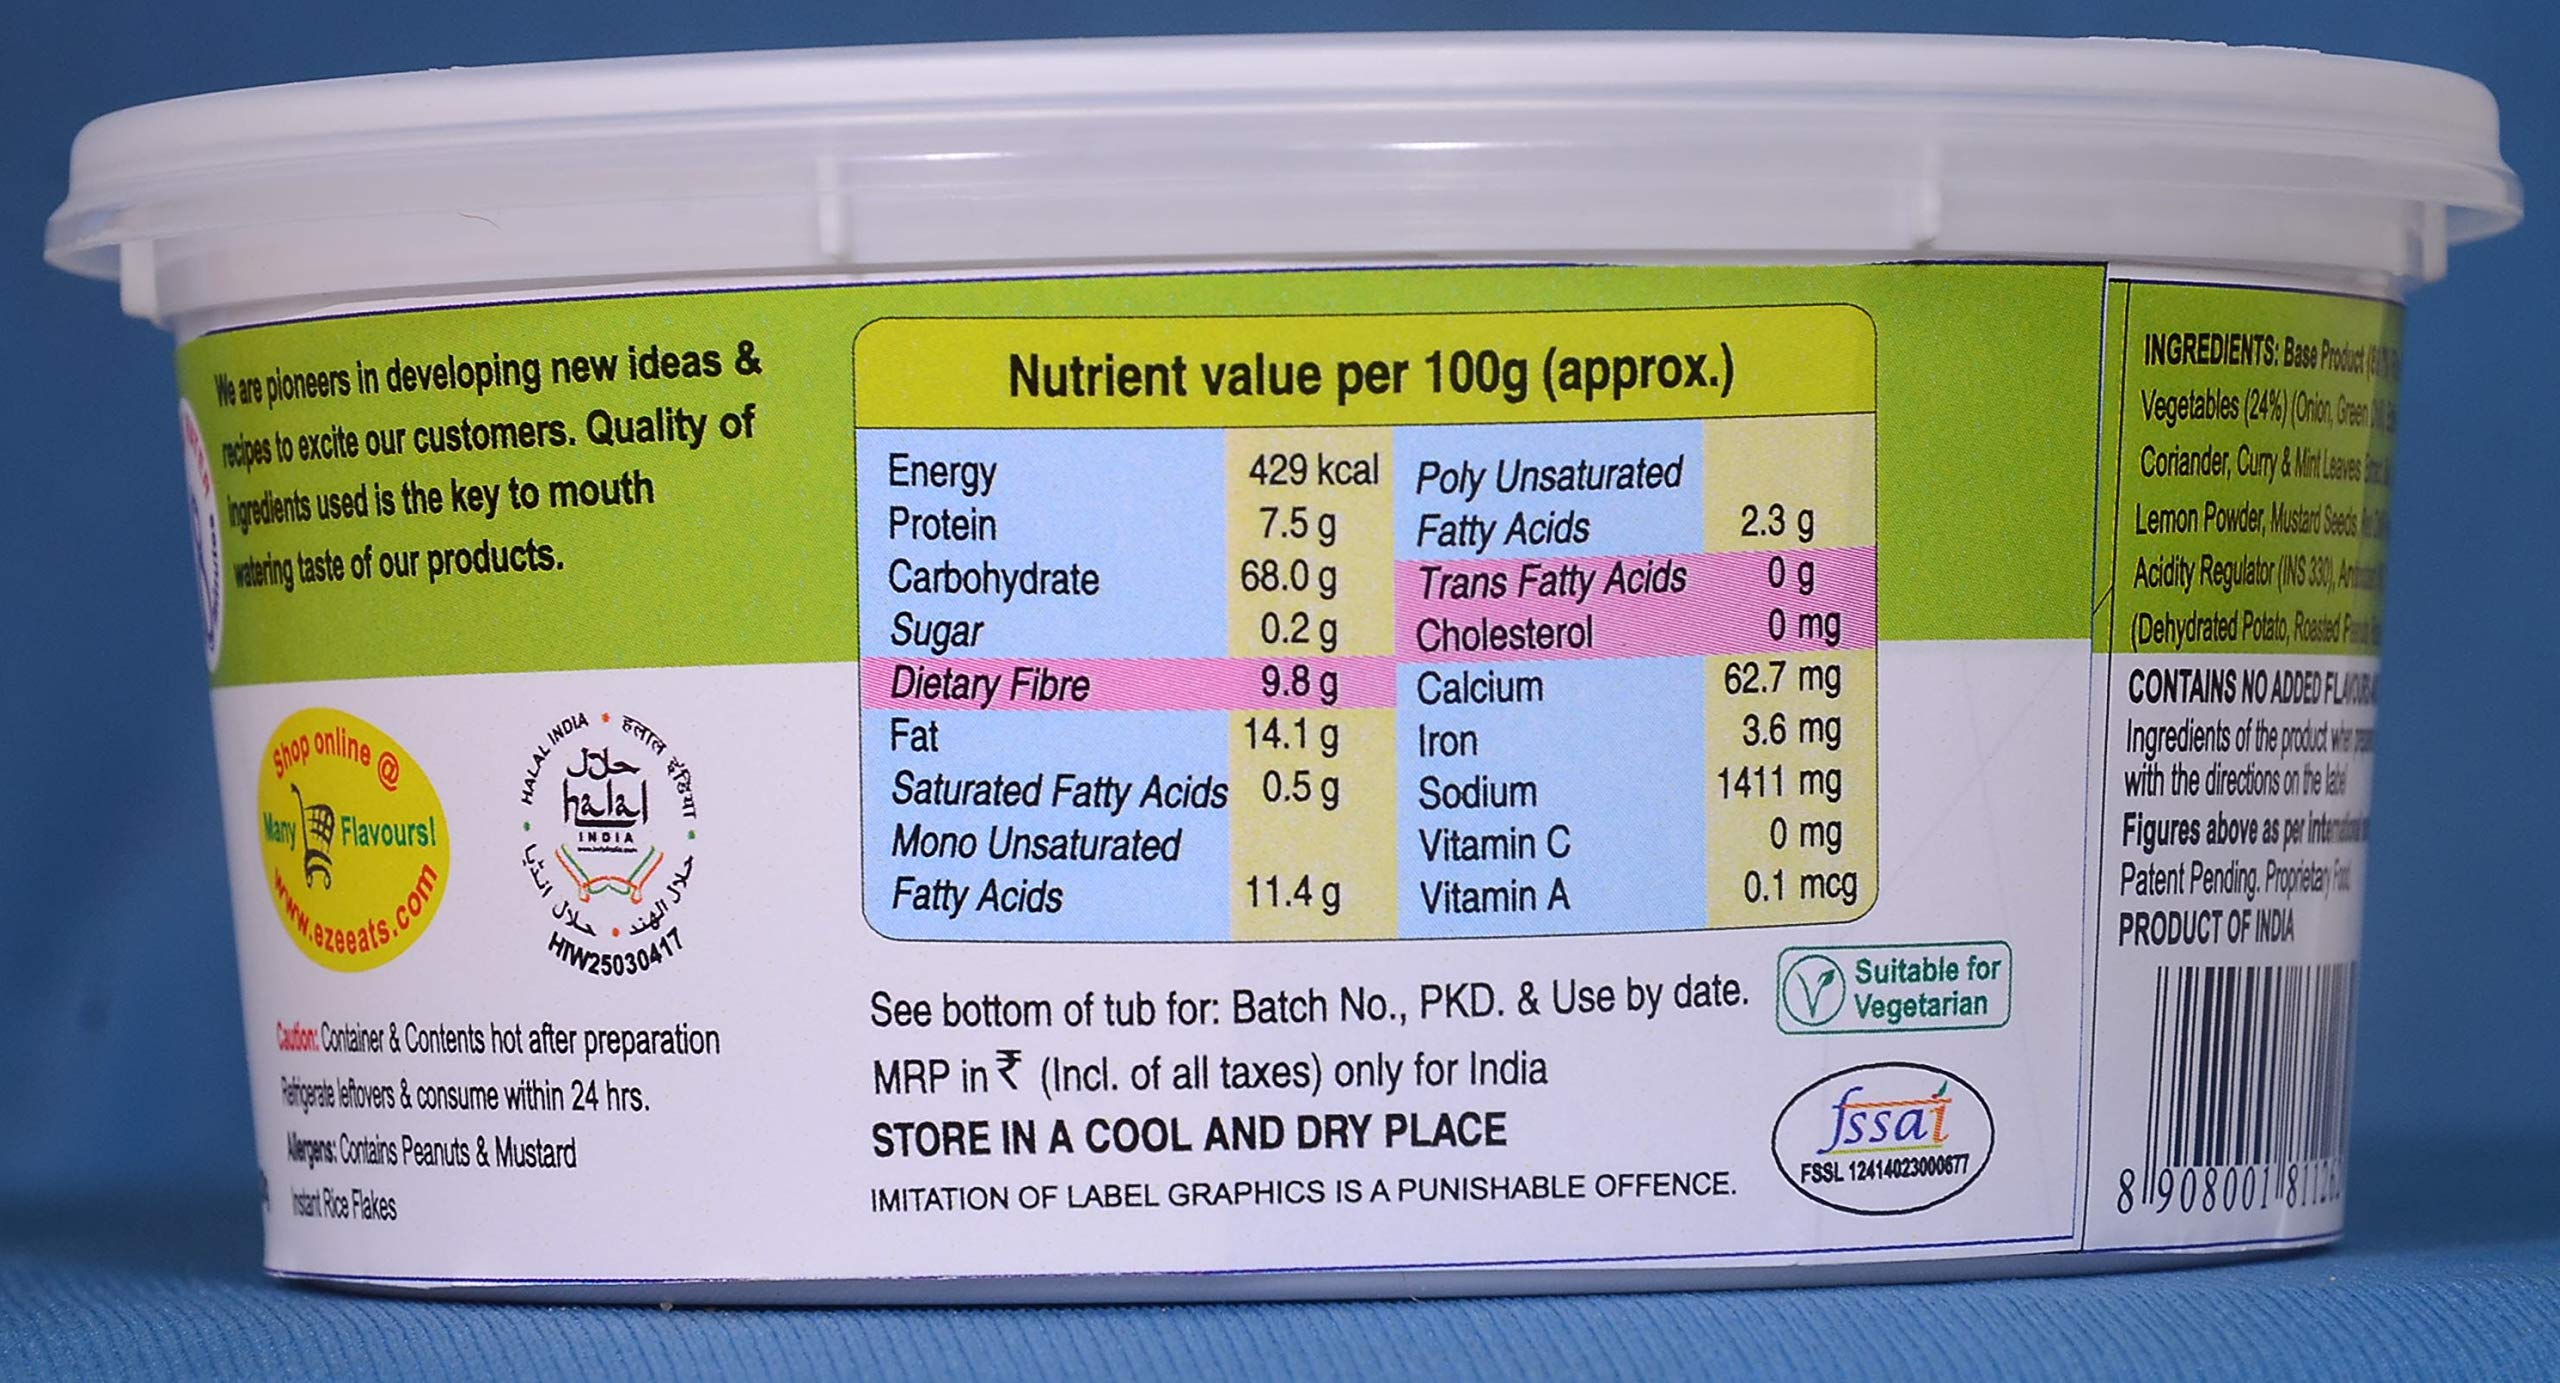 We are pioneers in developing new ideas &
recipes to excite our customers. Quality of
ingredients used is the key to mouth
watering taste of our products.
Shop online @
Many Flavours!
www.ezeeats.com
HALAL INDIA • हलाल इंडिया • حلال الهند • حلال انڈیا •
حلال
halal
INDIA
HIW25030417
Caution: Container & Contents hot after preparation
Refrigerate leftovers & consume within 24 hrs.
Allergens: Contains Peanuts & Mustard
Instant Rice Flakes
Nutrient value per 100g (approx.)
Energy 429 kcal
Protein 7.5 g
Carbohydrate 68.0 g
Sugar 0.2 g
Dietary Fibre 9.8 g
Fat 14.1 g
Saturated Fatty Acids 0.5 g
Mono Unsaturated
Fatty Acids 11.4 g
Poly Unsaturated
Fatty Acids 2.3 g
Trans Fatty Acids 0 g
Cholesterol 0 mg
Calcium 62.7 mg
Iron 3.6 mg
Sodium 1411 mg
Vitamin C 0 mg
Vitamin A 0.1 mcg
See bottom of tub for: Batch No., PKD. & Use by date.
MRP in ₹ (Incl. of all taxes) only for India
STORE IN A COOL AND DRY PLACE
IMITATION OF LABEL GRAPHICS IS A PUNISHABLE OFFENCE.
Suitable for
Vegetarian
fssai
FSSL 12414023000677
INGREDIENTS: Base Product
Vegetables (24%) (Onion, Green
Coriander, Curry & Mint Leaves
Lemon Powder, Mustard Seeds,
Acidity Regulator (INS 330),
(Dehydrated Potato, Roasted
CONTAINS NO ADDED
Ingredients of the product when
with the directions on the label
Figures above as per
Patent Pending. Proprietary Food
PRODUCT OF INDIA
8 908001 811